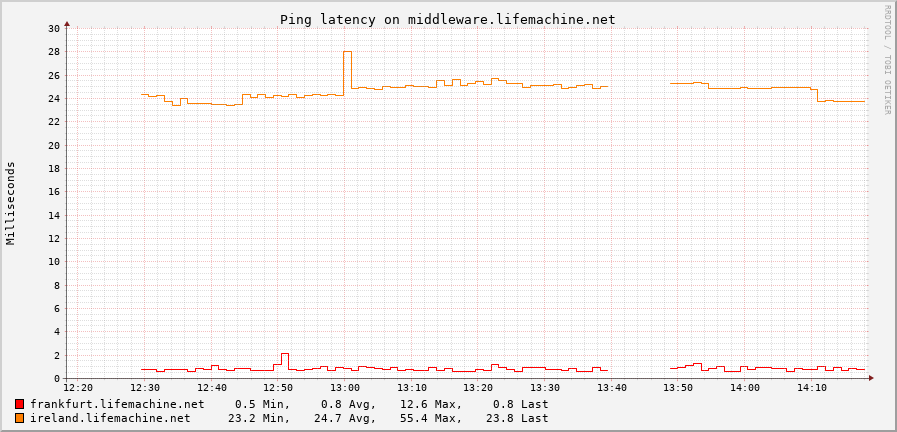 Ping latency on middleware.lifemachine.net
RRDTOOL / TOBI OETIKER
Milliseconds
30
28
26
24
22
20
18
16
14
12
10
8
6
4
2
0
12:20 12:30 12:40 12:50 13:00 13:10 13:20 13:30 13:40 13:50 14:00 14:10
frankfurt.lifemachine.net 0.5 Min, 0.8 Avg, 12.6 Max, 0.8 Last
ireland.lifemachine.net 23.2 Min, 24.7 Avg, 55.4 Max, 23.8 Last